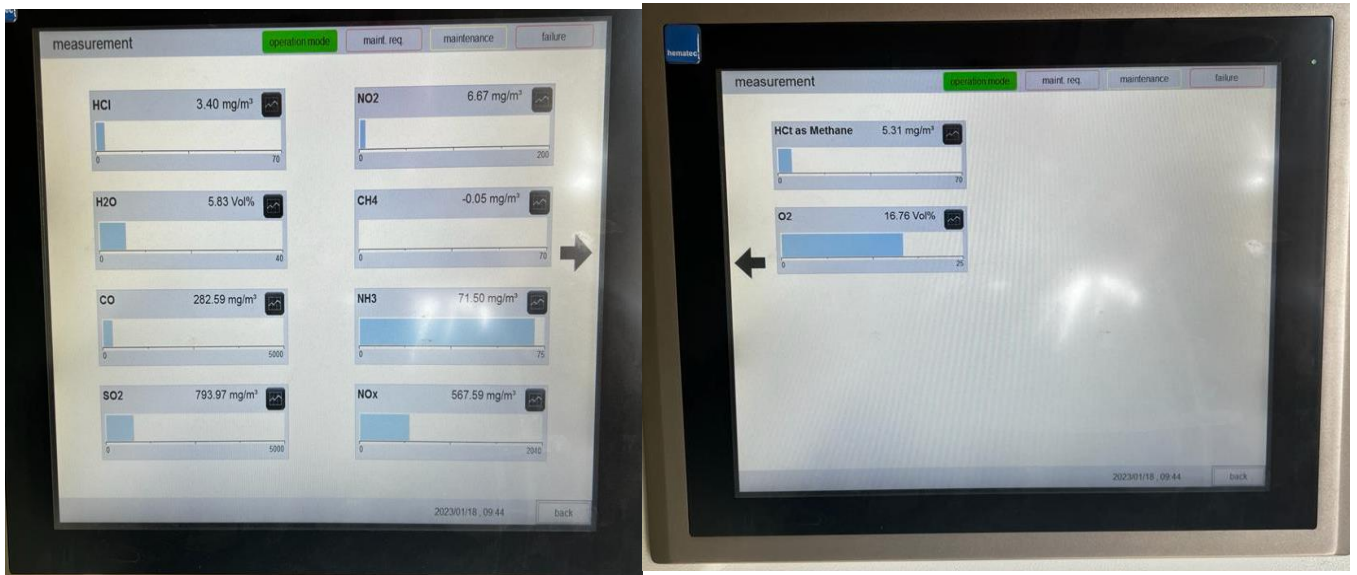 measurement operation mode maint. req. maintenance failure
HCl 3.40 mg/m³
0 70
NO2 6.67 mg/m³
0 200
H2O 5.83 Vol%
0 40
CH4 -0.05 mg/m³
0 70
CO 282.59 mg/m³
0 5000
NH3 71.50 mg/m³
0 75
SO2 793.97 mg/m³
0 5000
NOx 567.59 mg/m³
0 2040
2023/01/18 , 09:44 back
hematec
measurement operation mode maint. req. maintenance failure
HCt as Methane 5.31 mg/m³
0 70
O2 16.76 Vol%
0 25
2023/01/18 , 09:44 back